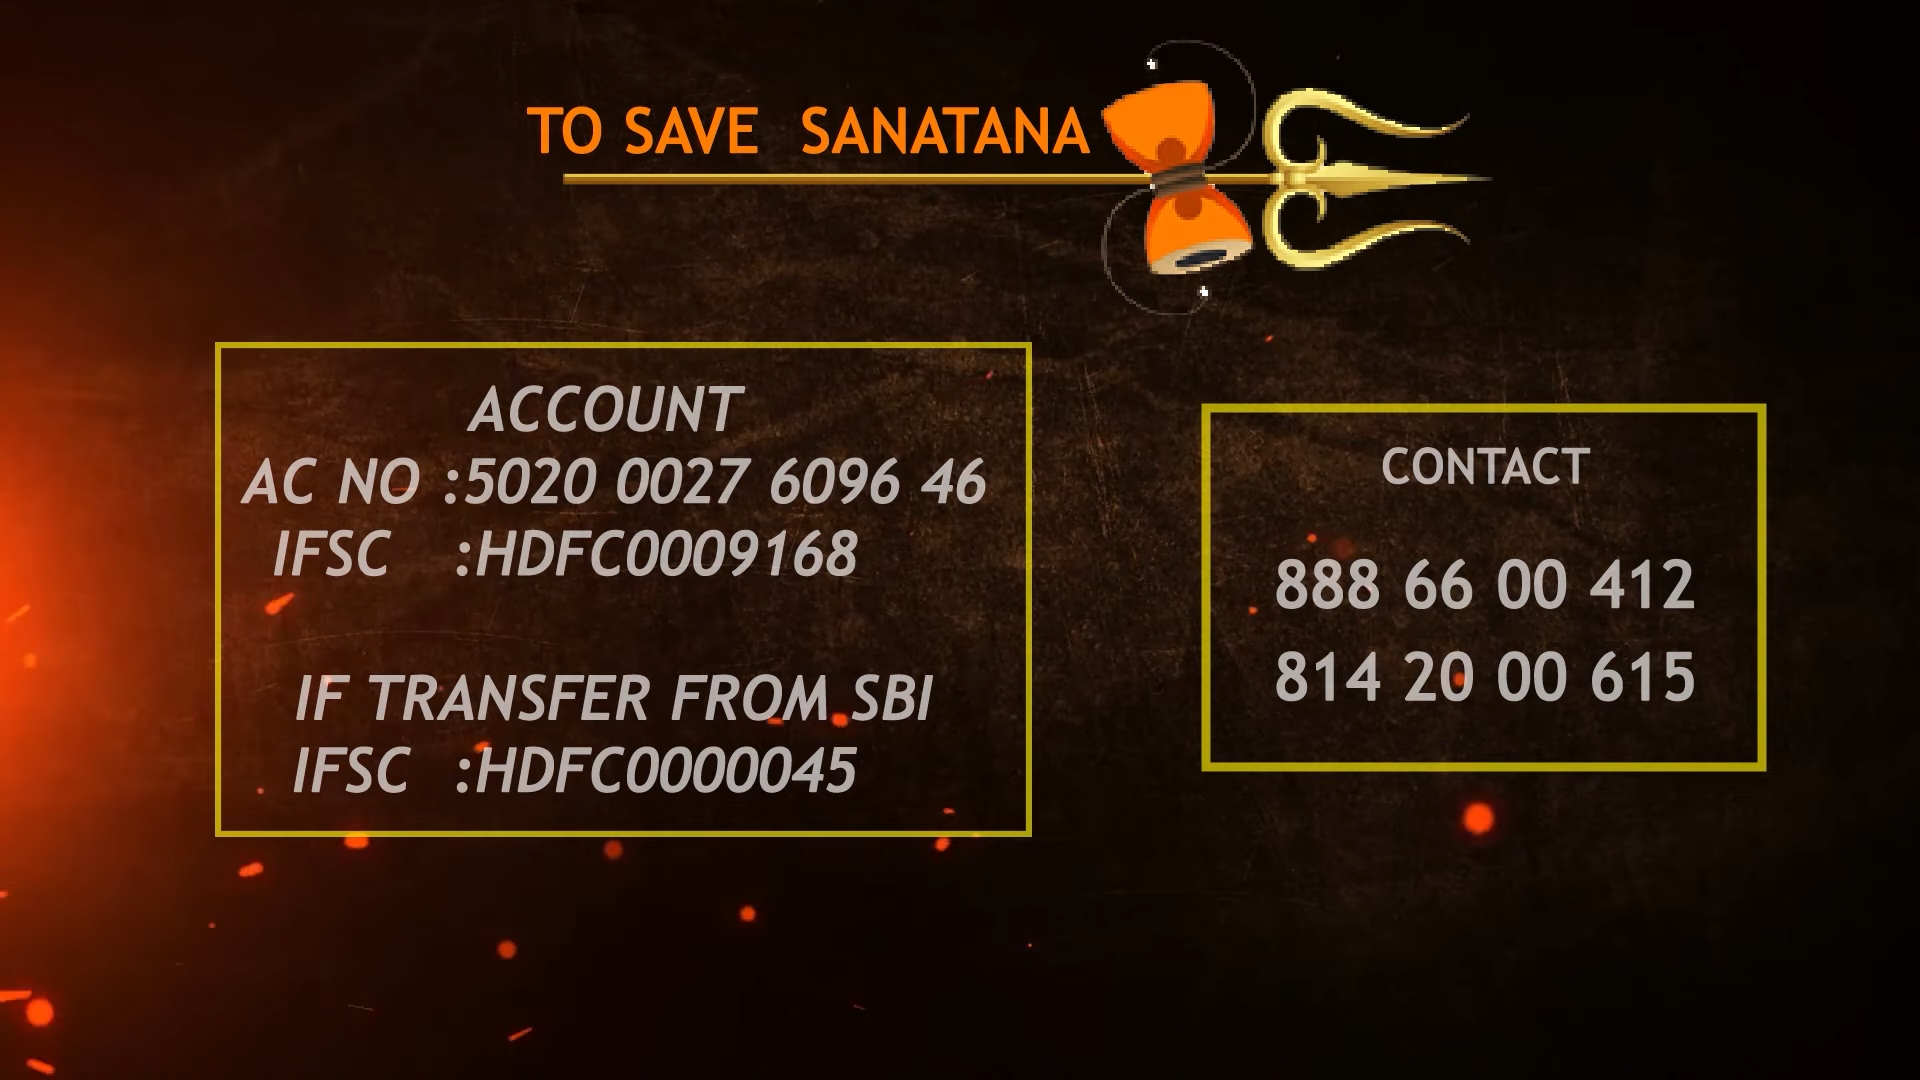 TO SAVE SANATANA
ACCOUNT
AC NO :5020 0027 6096 46
IFSC :HDFC0009168
IF TRANSFER FROM SBI
IFSC :HDFC0000045
CONTACT
888 66 00 412
814 20 00 615